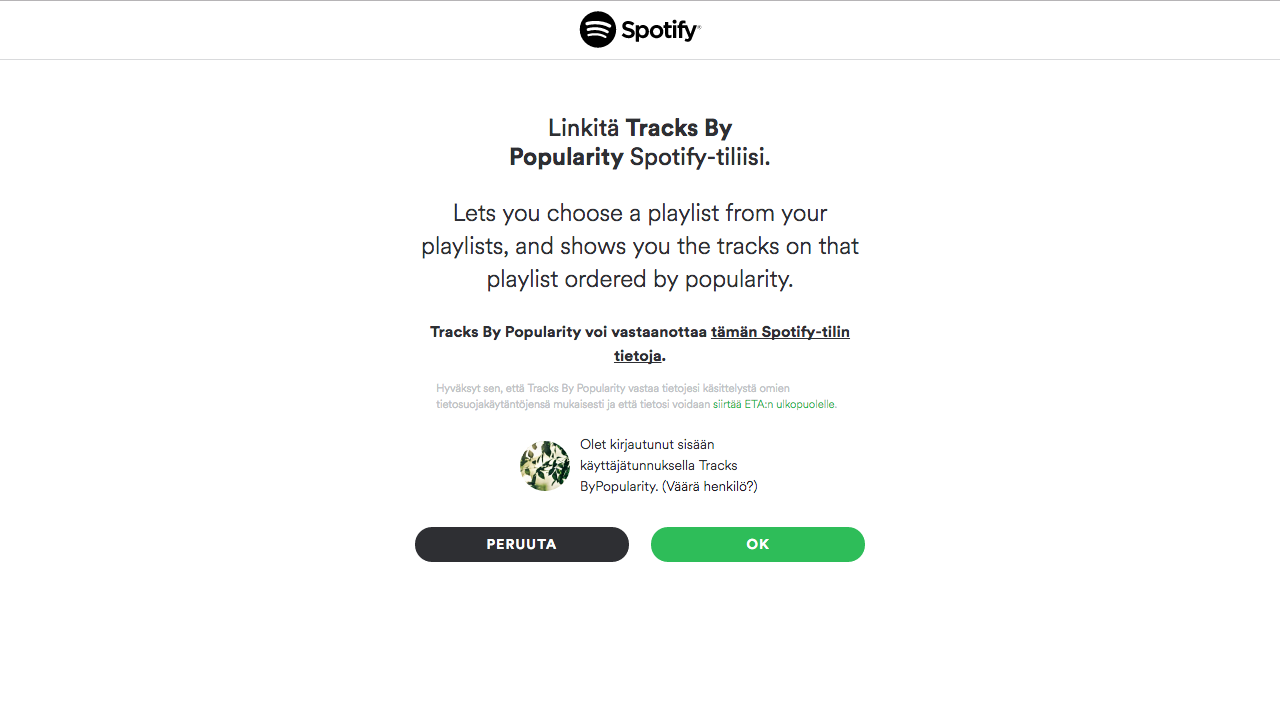 Spotify®
Linkitä Tracks By
Popularity Spotify-tiliisi.
Lets you choose a playlist from your
playlists, and shows you the tracks on that
playlist ordered by popularity.
Tracks By Popularity voi vastaanottaa tämän Spotify-tilin
tietoja.
Hyväksyt sen, että Tracks By Popularity vastaa tietojesi käsittelystä omien
tietosuojakäytäntöjensä mukaisesti ja että tietosi voidaan siirtää ETA:n ulkopuolelle.
Olet kirjautunut sisään
käyttäjätunnuksella Tracks
ByPopularity. (Väärä henkilö?)
PERUUTA
OK